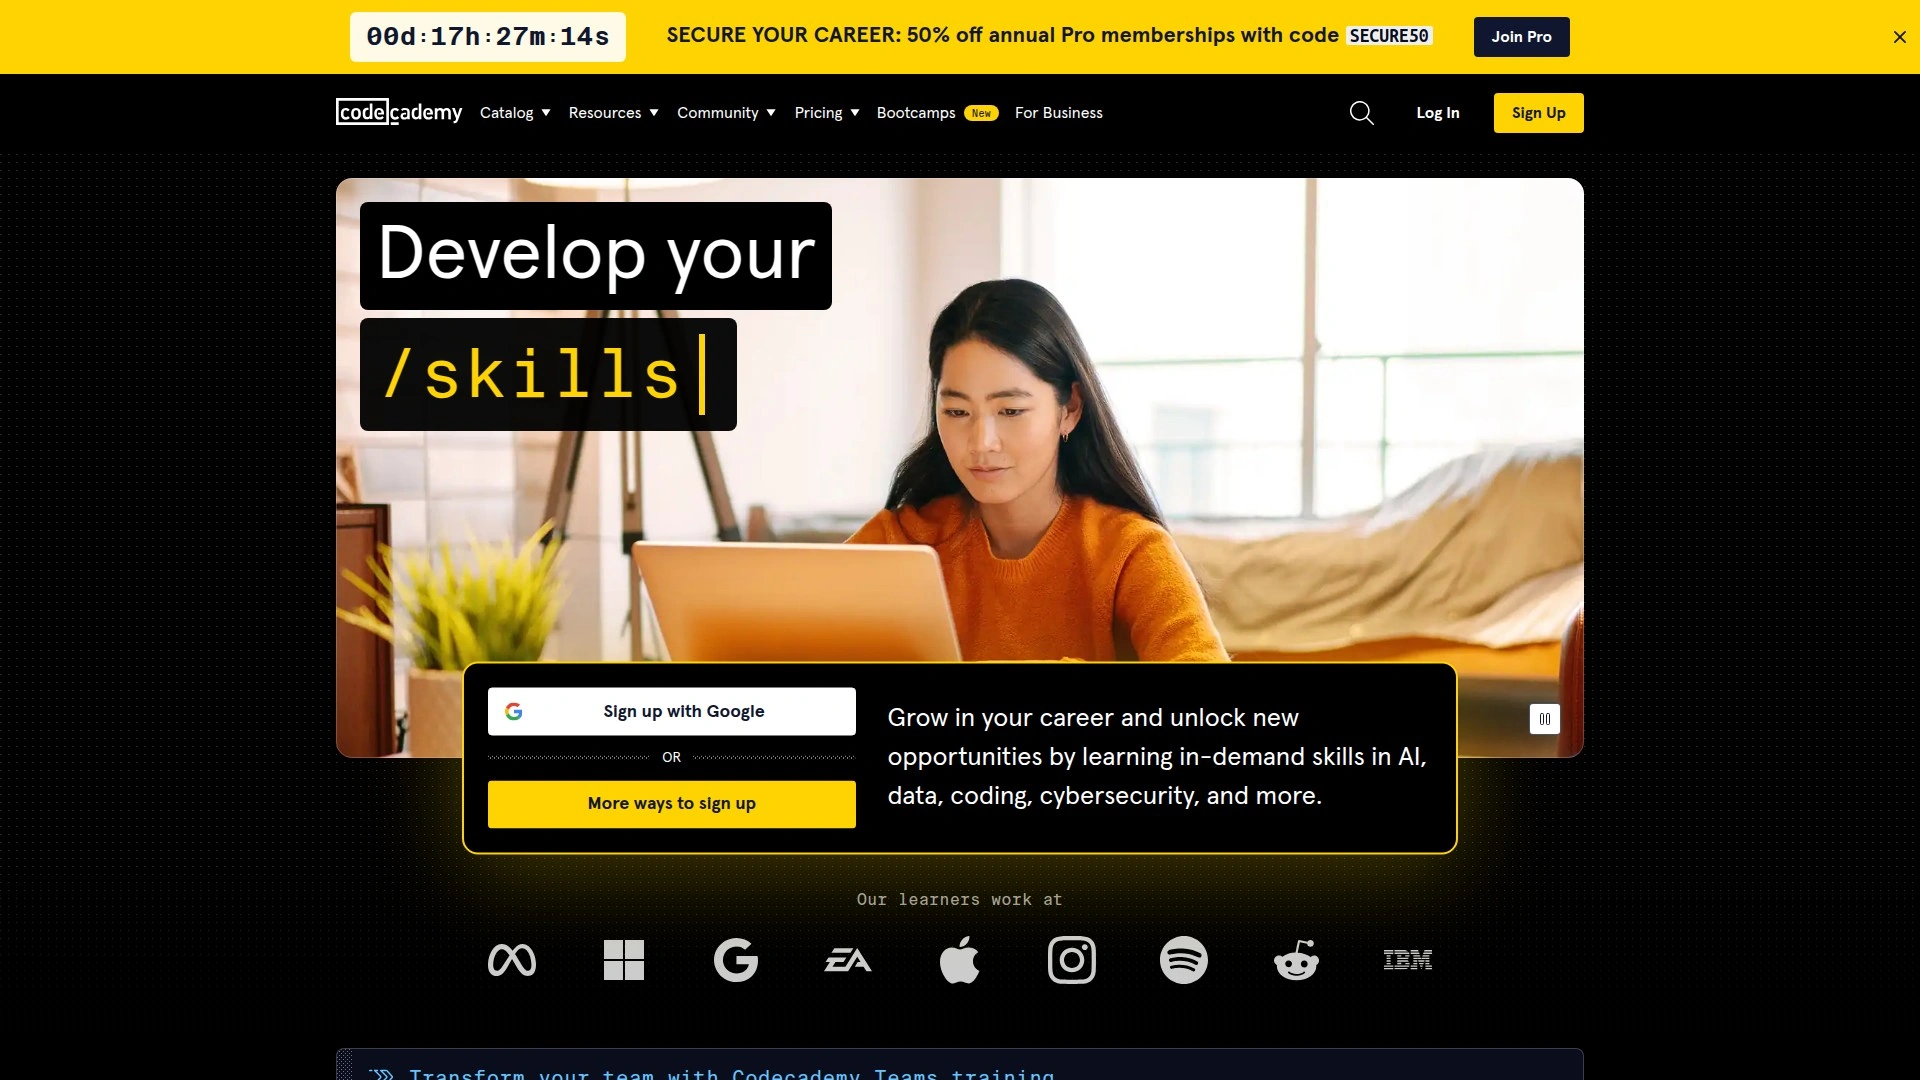 00d:17h:27m:14s
SECURE YOUR CAREER: 50% off annual Pro memberships with code SECURE50
Join Pro
codecademy
Catalog
Resources
Community
Pricing
Bootcamps New
For Business
Log In
Sign Up
Develop your
/skills
Sign up with Google
OR
More ways to sign up
Grow in your career and unlock new
opportunities by learning in-demand skills in AI,
data, coding, cybersecurity, and more.
Our learners work at
EA
IBM
Transform your team with Codecademy Teams training